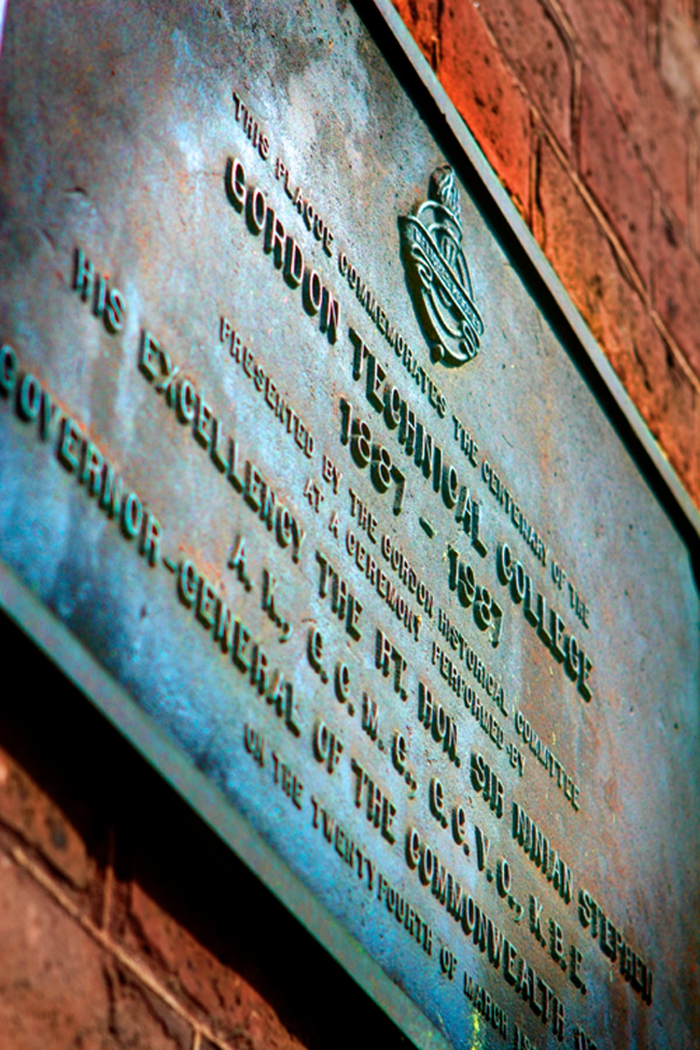 THIS PLAQUE COMMEMORATES THE CENTENARY OF THE
GORDON TECHNICAL COLLEGE
1887 - 1987
PRESENTED BY THE GORDON HISTORICAL COMMITTEE
AT A CEREMONY PERFORMED BY
HIS EXCELLENCY THE RT. HON. SIR NINIAN STEPHEN
A. K., G. C. M. G., G. C. V. O., K. B. E.
GOVERNOR-GENERAL OF THE COMMONWEALTH
ON THE TWENTY FOURTH OF MARCH